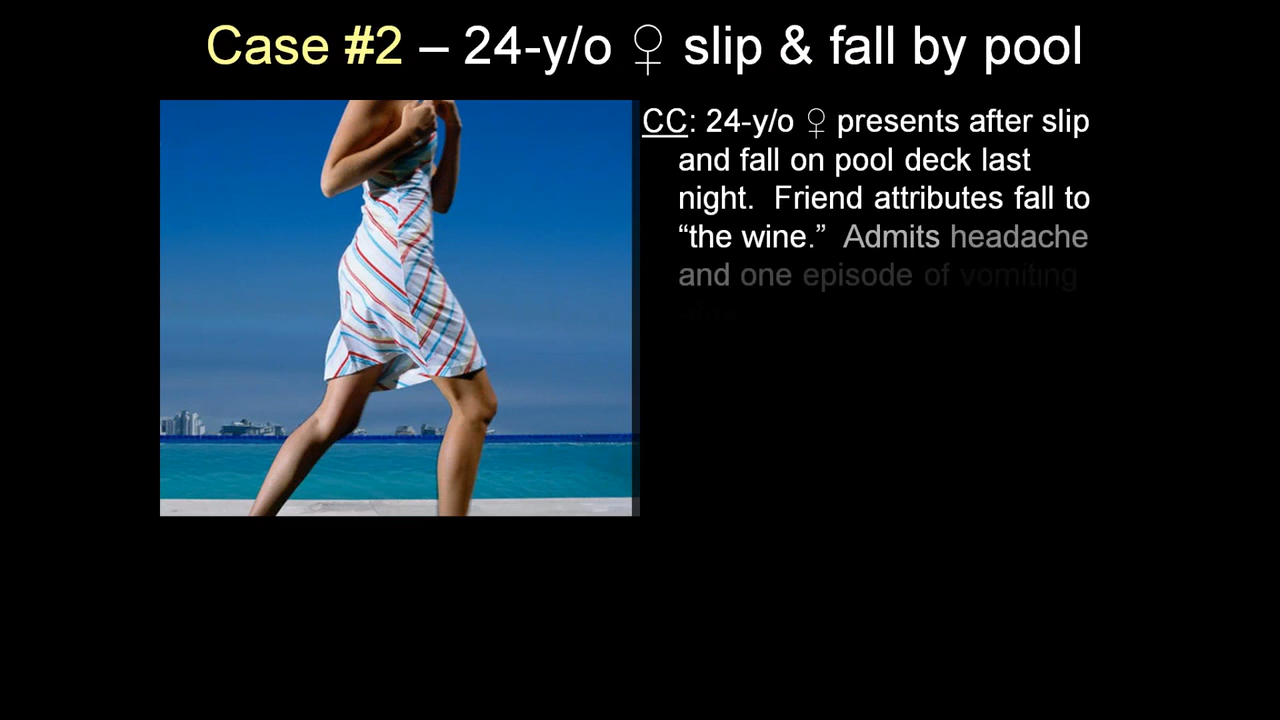 Case #2 – 24-y/o ♀ slip & fall by pool
CC: 24-y/o ♀ presents after slip
and fall on pool deck last
night.  Friend attributes fall to
“the wine.”  Admits headache
and one episode of vomiting